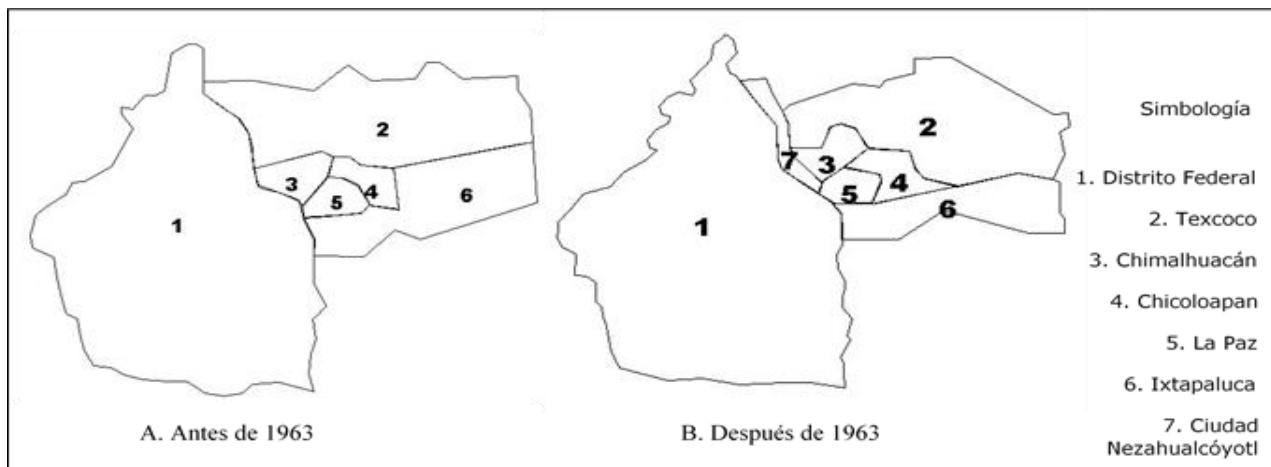 1
2
3
4
5
6
A. Antes de 1963
1
2
3
4
5
6
7
B. Después de 1963
Simbología
1. Distrito Federal
2. Texcoco
3. Chimalhuacán
4. Chicoloapan
5. La Paz
6. Ixtapaluca
7. Ciudad
Nezahualcóyotl